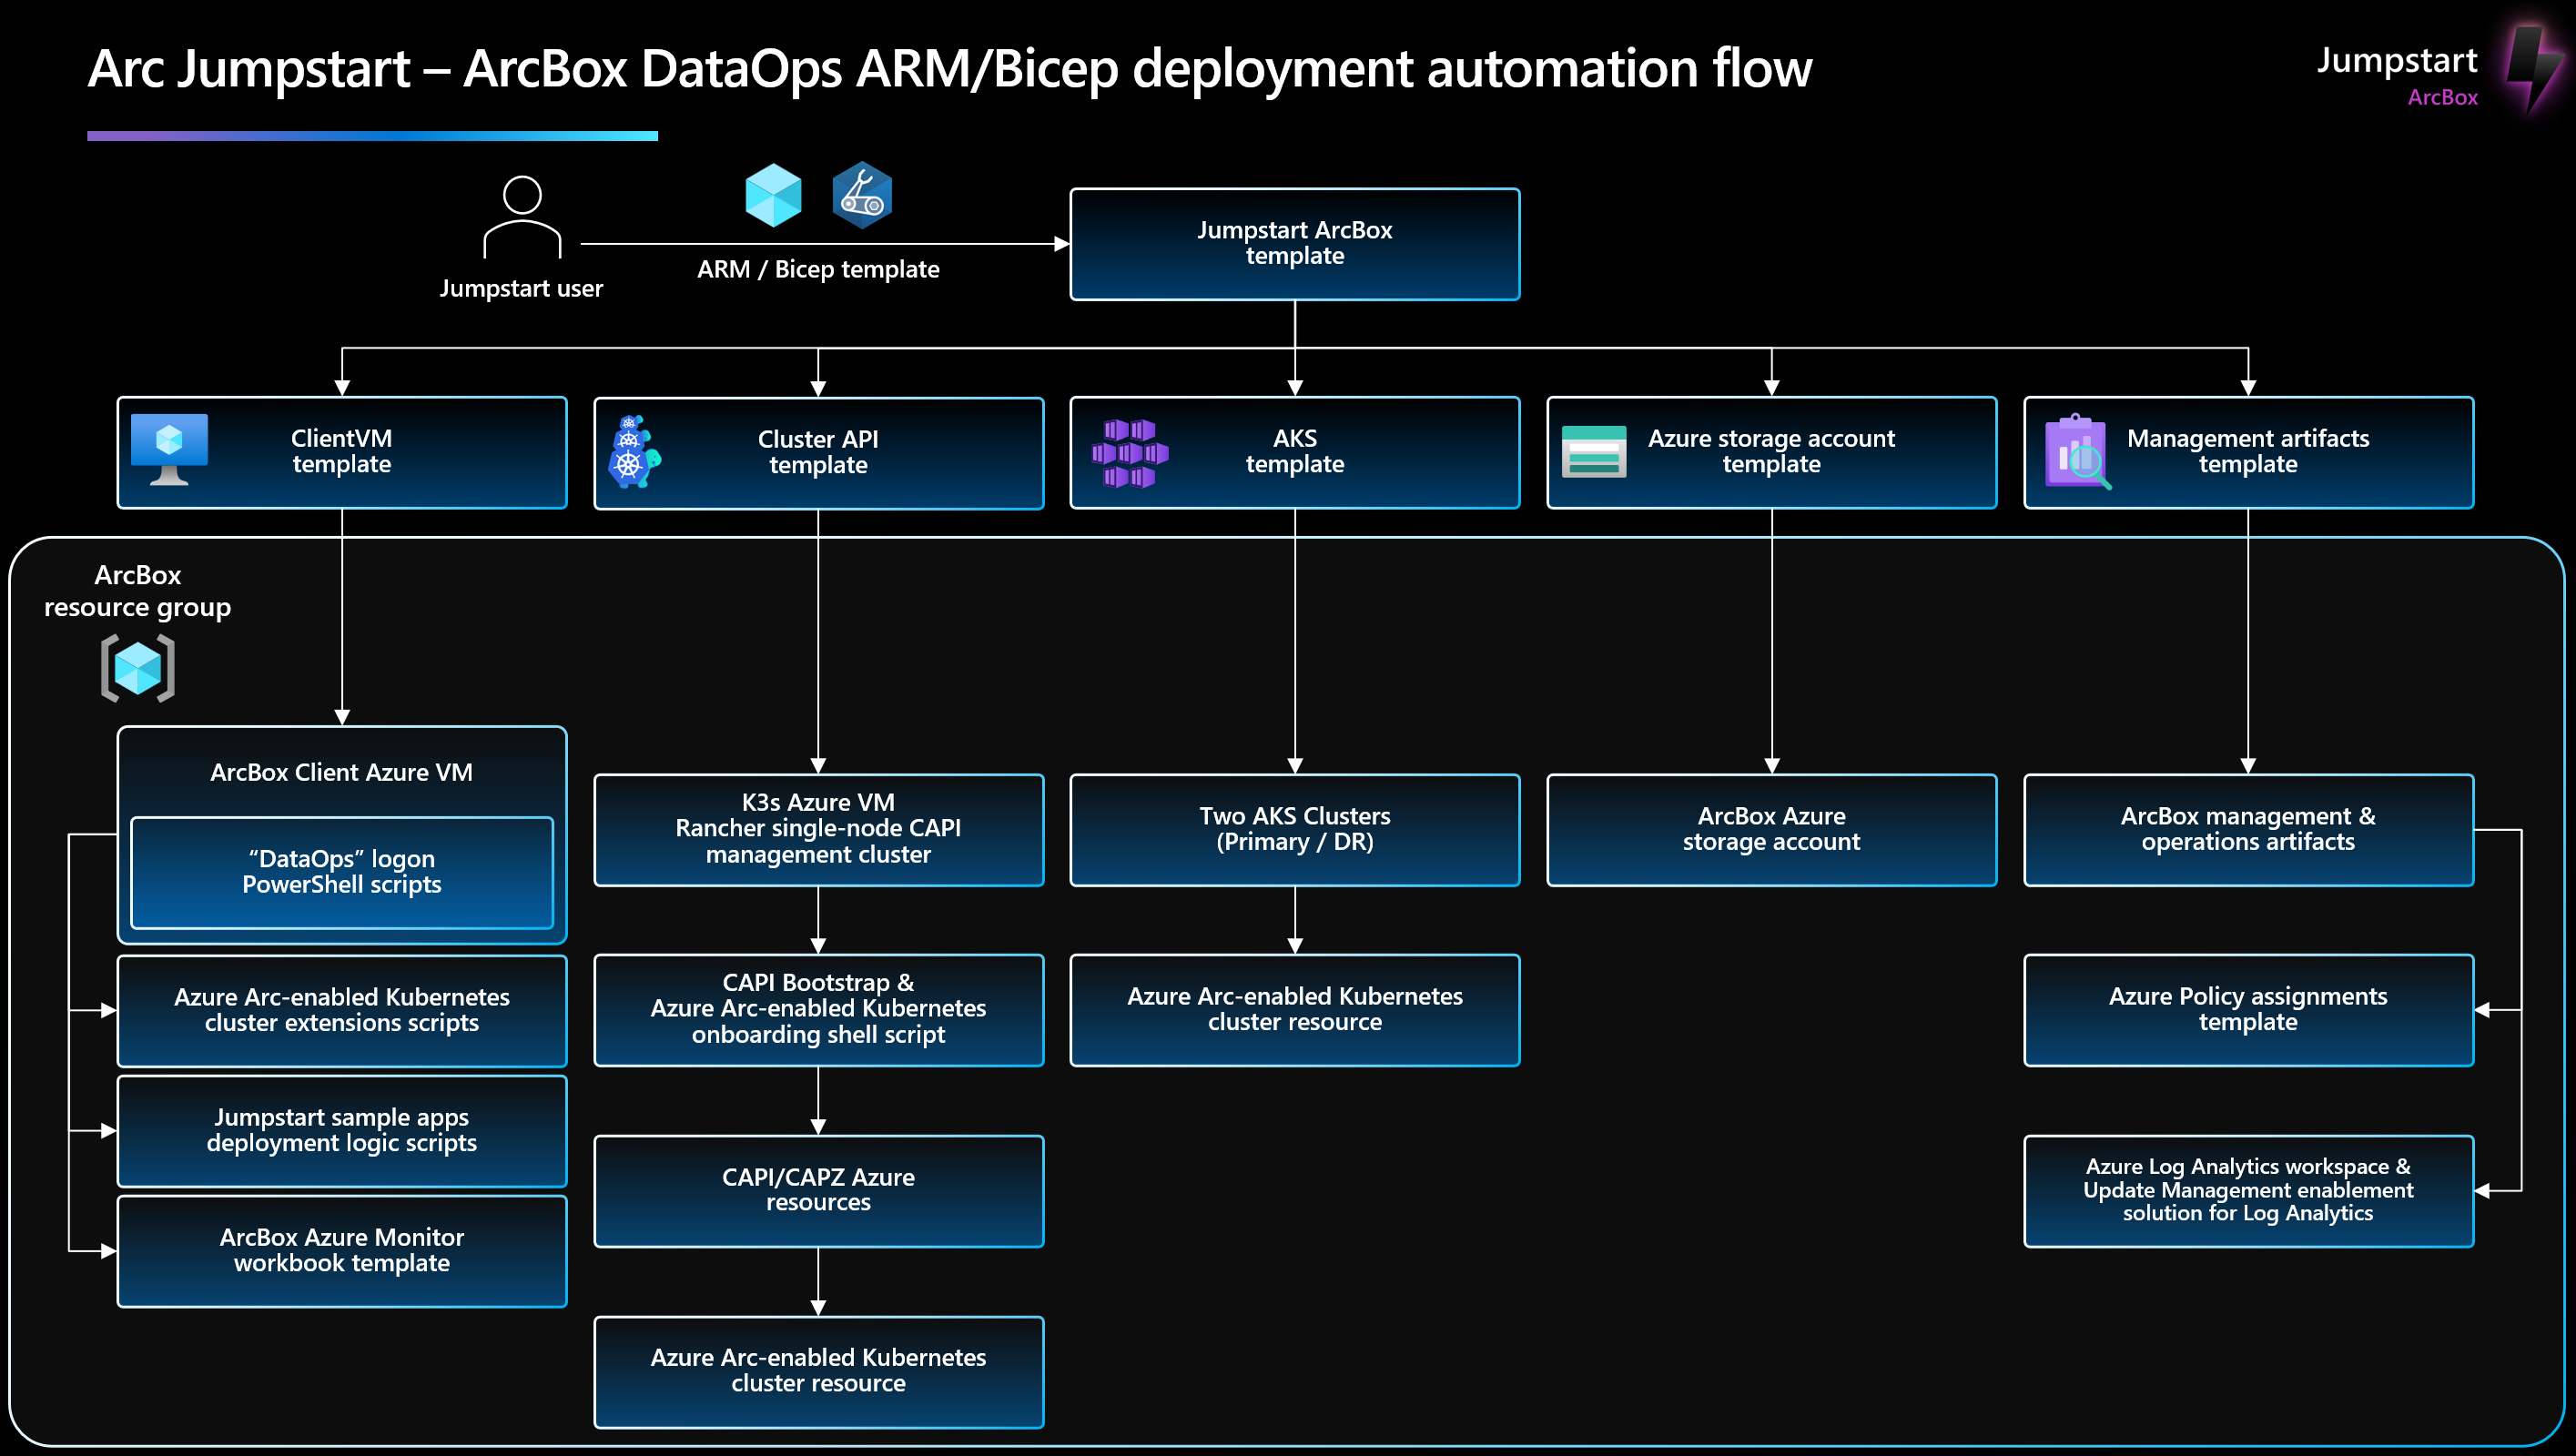 Arc Jumpstart – ArcBox DataOps ARM/Bicep deployment automation flow
Jumpstart
ArcBox
Jumpstart user
ARM / Bicep template
Jumpstart ArcBox
template
ClientVM
template
Cluster API
template
AKS
template
Azure storage account
template
Management artifacts
template
ArcBox
resource group
ArcBox Client Azure VM
“DataOps” logon
PowerShell scripts
Azure Arc-enabled Kubernetes
cluster extensions scripts
Jumpstart sample apps
deployment logic scripts
ArcBox Azure Monitor
workbook template
K3s Azure VM
Rancher single-node CAPI
management cluster
CAPI Bootstrap &
Azure Arc-enabled Kubernetes
onboarding shell script
CAPI/CAPZ Azure
resources
Azure Arc-enabled Kubernetes
cluster resource
Two AKS Clusters
(Primary / DR)
Azure Arc-enabled Kubernetes
cluster resource
ArcBox Azure
storage account
ArcBox management &
operations artifacts
Azure Policy assignments
template
Azure Log Analytics workspace &
Update Management enablement
solution for Log Analytics